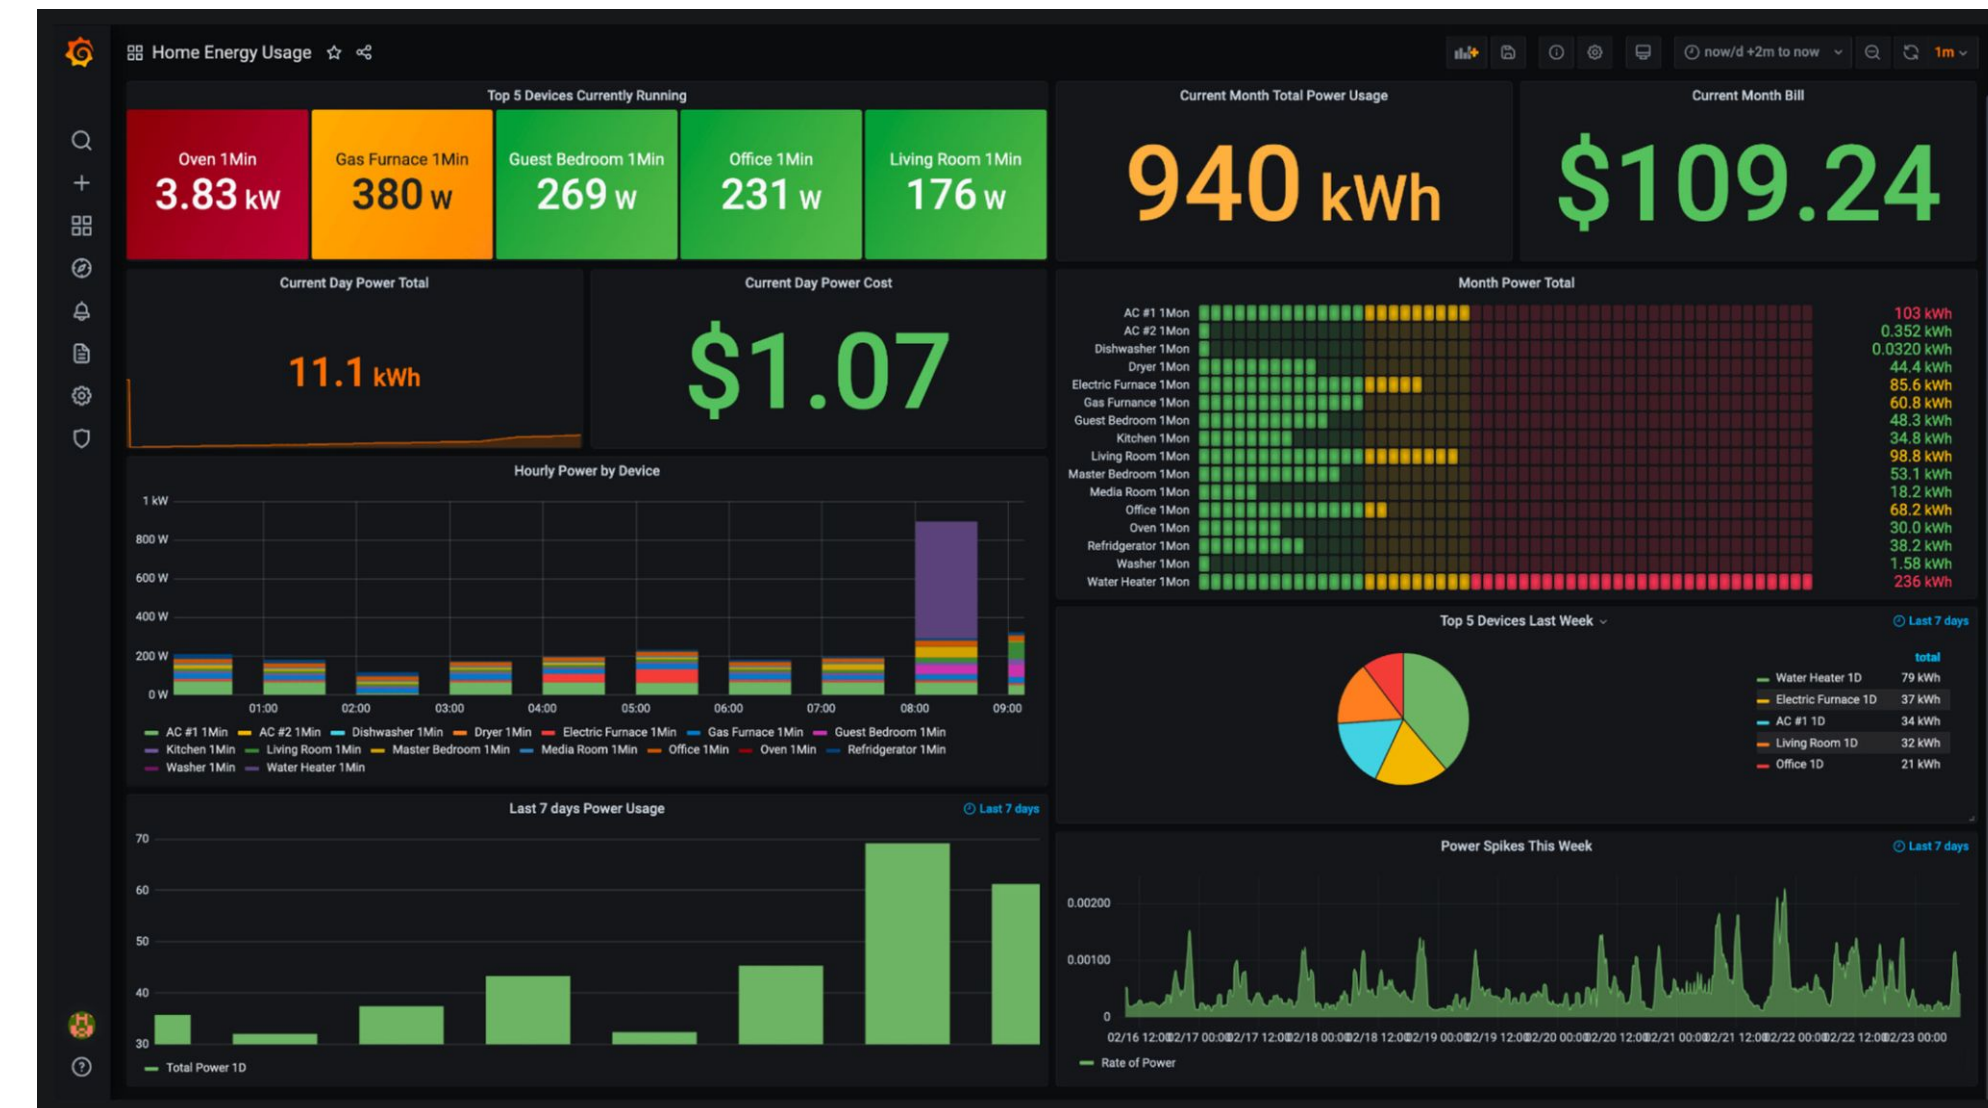 Home Energy Usage
now/d +2m to now
1m
Top 5 Devices Currently Running
Oven 1Min
3.83 kW
Gas Furnace 1Min
380 W
Guest Bedroom 1Min
269 W
Office 1Min
231 W
Living Room 1Min
176 W
Current Month Total Power Usage
940 kWh
Current Month Bill
$109.24
Current Day Power Total
11.1 kWh
Current Day Power Cost
$1.07
Month Power Total
AC #1 1Mon 103 kWh
AC #2 1Mon 0.352 kWh
Dishwasher 1Mon 0.0320 kWh
Dryer 1Mon 44.4 kWh
Electric Furnace 1Mon 85.6 kWh
Gas Furnance 1Mon 60.8 kWh
Guest Bedroom 1Mon 48.3 kWh
Kitchen 1Mon 34.8 kWh
Living Room 1Mon 98.8 kWh
Master Bedroom 1Mon 53.1 kWh
Media Room 1Mon 18.2 kWh
Office 1Mon 68.2 kWh
Oven 1Mon 30.0 kWh
Refridgerator 1Mon 38.2 kWh
Washer 1Mon 1.58 kWh
Water Heater 1Mon 236 kWh
Hourly Power by Device
1 kW
800 W
600 W
400 W
200 W
0 W
01:00 02:00 03:00 04:00 05:00 06:00 07:00 08:00 09:00
AC #1 1Min AC #2 1Min Dishwasher 1Min Dryer 1Min Electric Furnace 1Min Gas Furnace 1Min Guest Bedroom 1Min
Kitchen 1Min Living Room 1Min Master Bedroom 1Min Media Room 1Min Office 1Min Oven 1Min Refridgerator 1Min
Washer 1Min Water Heater 1Min
Top 5 Devices Last Week
Last 7 days
total
Water Heater 1D 79 kWh
Electric Furnace 1D 37 kWh
AC #1 1D 34 kWh
Living Room 1D 32 kWh
Office 1D 21 kWh
Last 7 days Power Usage
Last 7 days
70
60
50
40
30
Total Power 1D
Power Spikes This Week
Last 7 days
0.00200
0.00100
0
02/16 12:00 02/17 00:00 02/17 12:00 02/18 00:00 02/18 12:00 02/19 00:00 02/19 12:00 02/20 00:00 02/20 12:00 02/21 00:00 02/21 12:00 02/22 00:00 02/22 12:00 02/23 00:00
Rate of Power